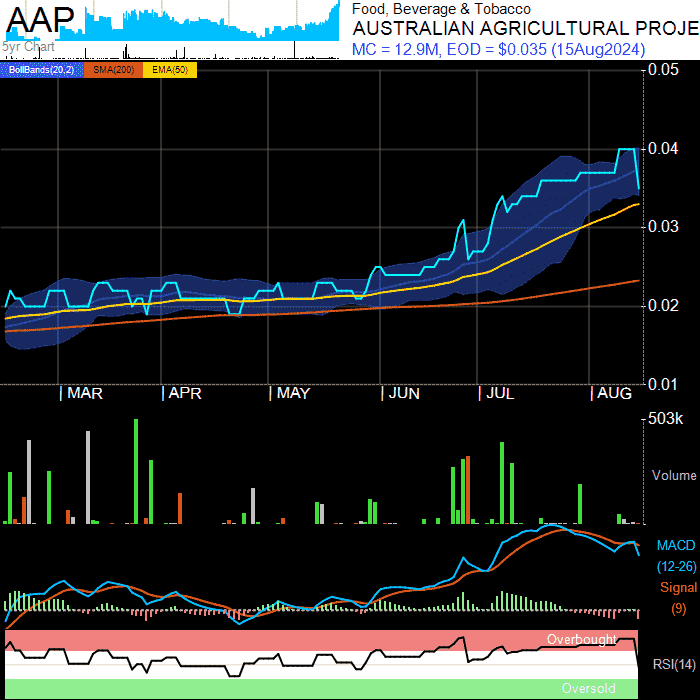 AAP
5yr Chart
Food, Beverage & Tobacco
AUSTRALIAN AGRICULTURAL PROJE
MC = 12.9M, EOD = $0.035 (15Aug2024)
BollBands(20,2) SMA(200) EMA(50)
0.05
0.04
0.03
0.02
0.01
MAR APR MAY JUN JUL AUG
503k
Volume
MACD
(12-26)
Signal
(9)
Overbought
RSI(14)
Oversold